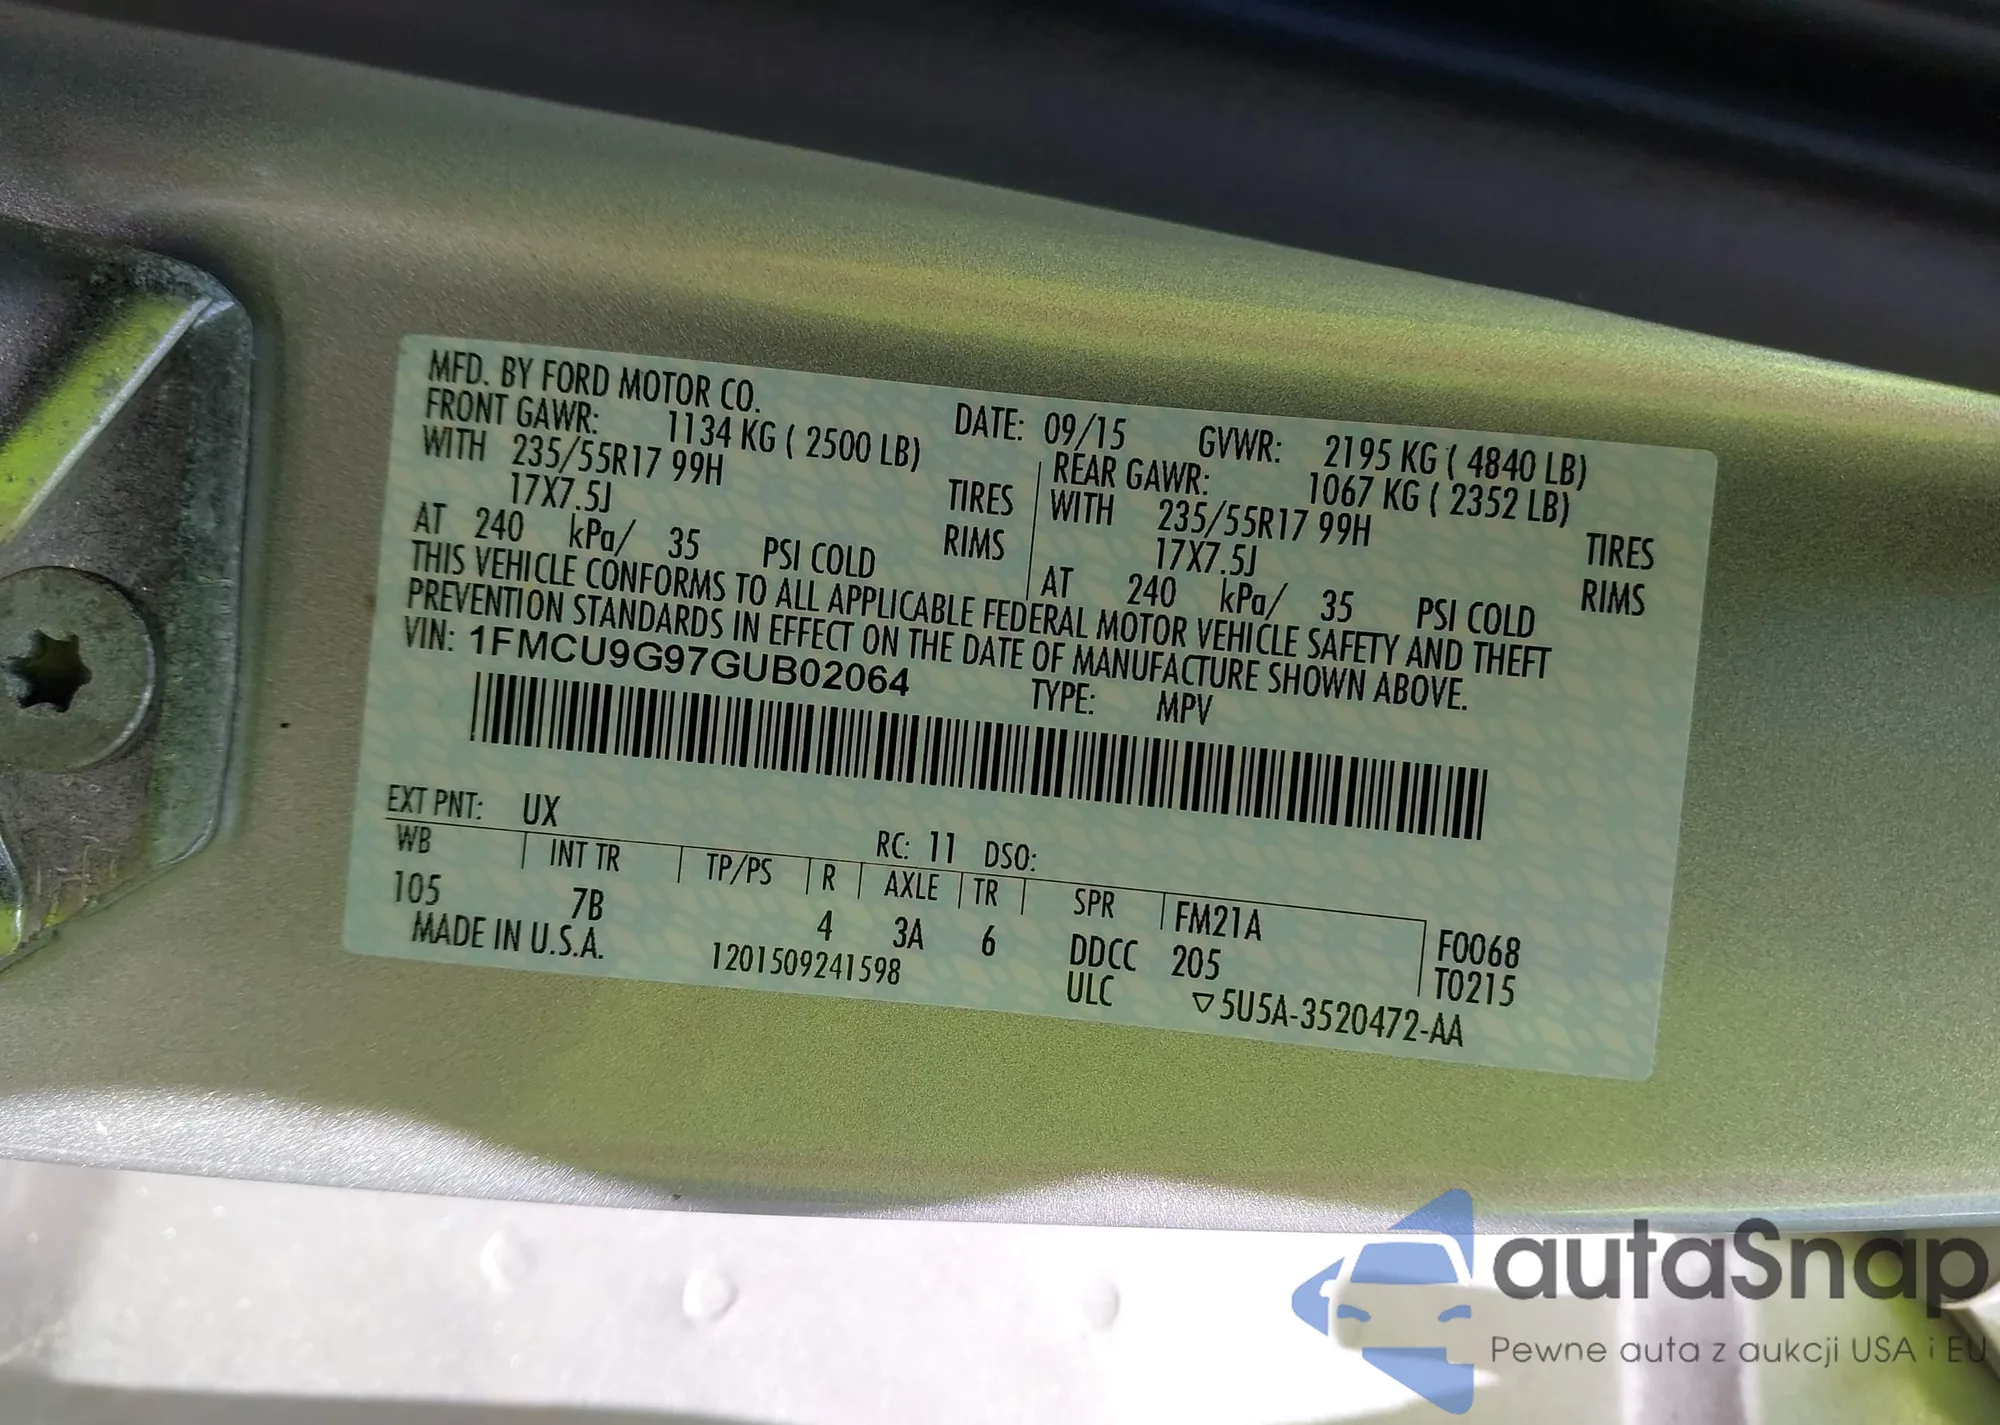 MFD. BY FORD MOTOR CO. DATE: 09/15 GVWR: 2195 KG ( 4840 LB)
FRONT GAWR: 1134 KG ( 2500 LB) REAR GAWR: 1067 KG ( 2352 LB)
WITH 235/55R17 99H TIRES WITH 235/55R17 99H TIRES
17X7.5J RIMS 17X7.5J RIMS
AT 240 kPa/ 35 PSI COLD AT 240 kPa/ 35 PSI COLD
THIS VEHICLE CONFORMS TO ALL APPLICABLE FEDERAL MOTOR VEHICLE SAFETY AND THEFT
PREVENTION STANDARDS IN EFFECT ON THE DATE OF MANUFACTURE SHOWN ABOVE.
VIN: 1FMCU9G97GUB02064 TYPE: MPV
EXT PNT: UX RC: 11 DSO:
WB INT TR TP/PS R AXLE TR SPR FM21A F0068
105 7B 4 3A 6 DDCC 205 T0215
MADE IN U.S.A. 1201509241598 ULC ▽5U5A-3520472-AA
autaSnap
Pewne auta z aukcji USA i EU